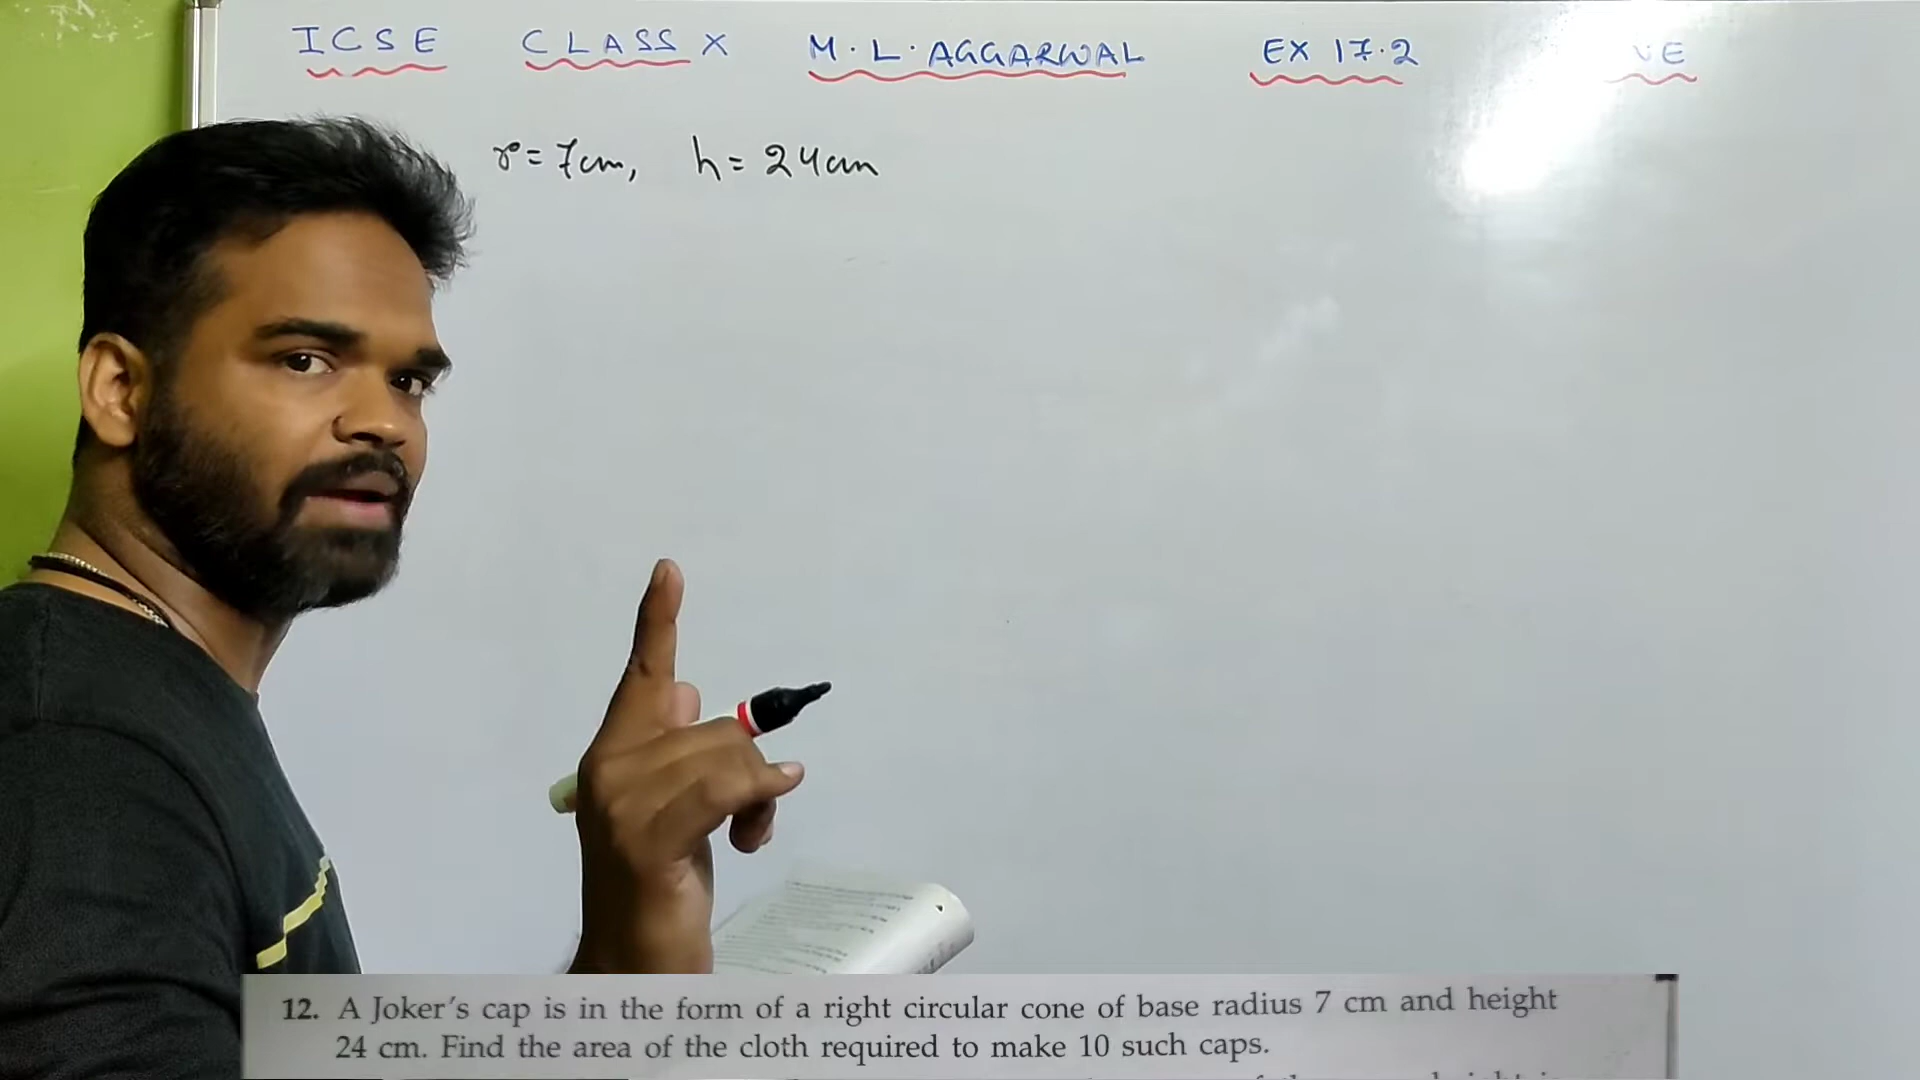 ICSE CLASS X M.L. AGGARWAL EX 17.2
r = 7cm, h = 24cm
12. A Joker's cap is in the form of a right circular cone of base radius 7 cm and height
24 cm. Find the area of the cloth required to make 10 such caps.